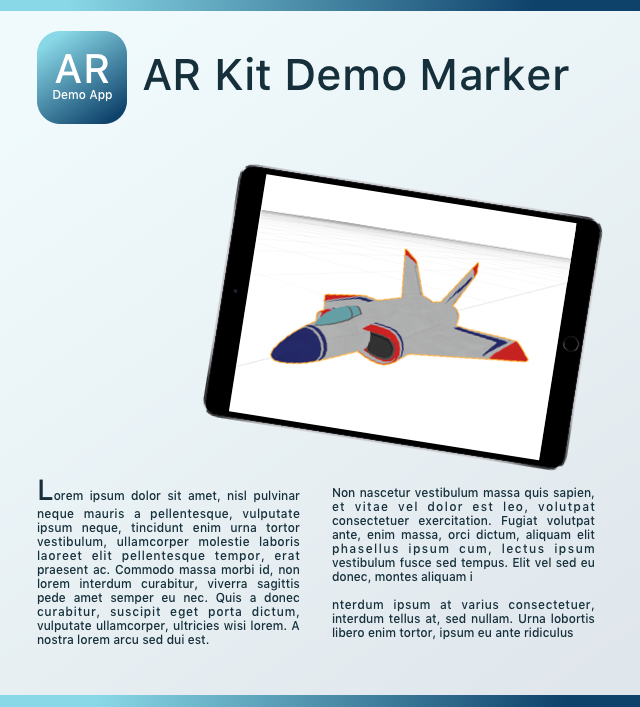 AR
Demo App
AR Kit Demo Marker
Lorem ipsum dolor sit amet, nisl pulvinar
neque mauris a pellentesque, vulputate
ipsum neque, tincidunt enim urna tortor
vestibulum, ullamcorper molestie laboris
laoreet elit pellentesque tempor, erat
praesent ac. Commodo massa morbi id, non
lorem interdum curabitur, viverra sagittis
pede amet semper eu nec. Quis a donec
curabitur, suscipit eget porta dictum,
vulputate ullamcorper, ultricies wisi lorem. A
nostra lorem arcu sed dui est.
Non nascetur vestibulum massa quis sapien,
et vitae vel dolor est leo, volutpat
consectetuer exercitation. Fugiat volutpat
ante, enim massa, orci dictum, aliquam elit
phasellus ipsum cum, lectus ipsum
vestibulum fusce sed tempus. Elit vel sed eu
donec, montes aliquam i
nterdum ipsum at varius consectetuer,
interdum tellus at, sed nullam. Urna lobortis
libero enim tortor, ipsum eu ante ridiculus